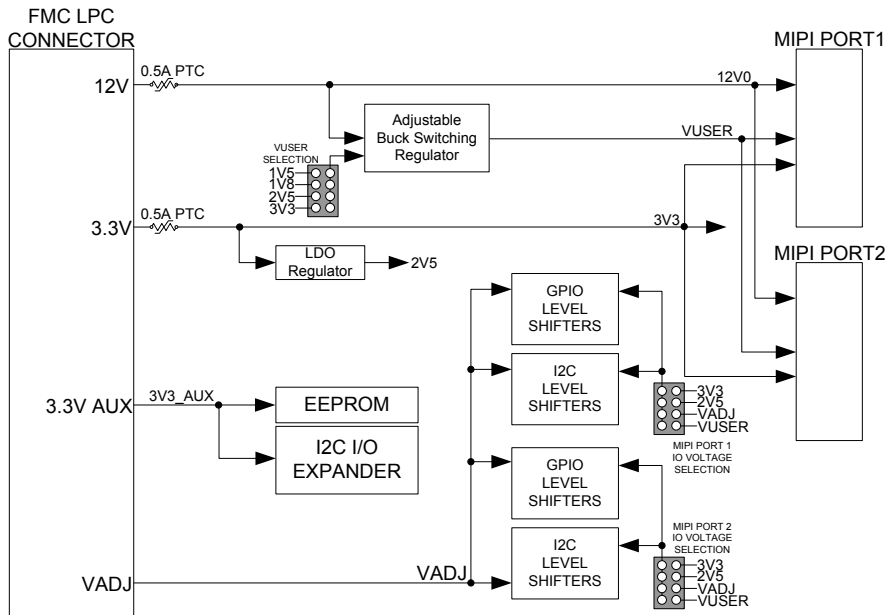 FMC LPC
CONNECTOR
MIPI PORT1
12V
0.5A PTC
12V0
Adjustable
Buck Switching
Regulator
VUSER
VUSER
SELECTION
1V5
1V8
2V5
3V3
3.3V
0.5A PTC
3V3
LDO
Regulator
2V5
MIPI PORT2
GPIO
LEVEL
SHIFTERS
I2C
LEVEL
SHIFTERS
3V3
2V5
VADJ
VUSER
MIPI PORT 1
IO VOLTAGE
SELECTION
3.3V AUX
3V3_AUX
EEPROM
I2C I/O
EXPANDER
GPIO
LEVEL
SHIFTERS
MIPI PORT 2
IO VOLTAGE
SELECTION
I2C
LEVEL
SHIFTERS
3V3
2V5
VADJ
VUSER
VADJ
VADJ